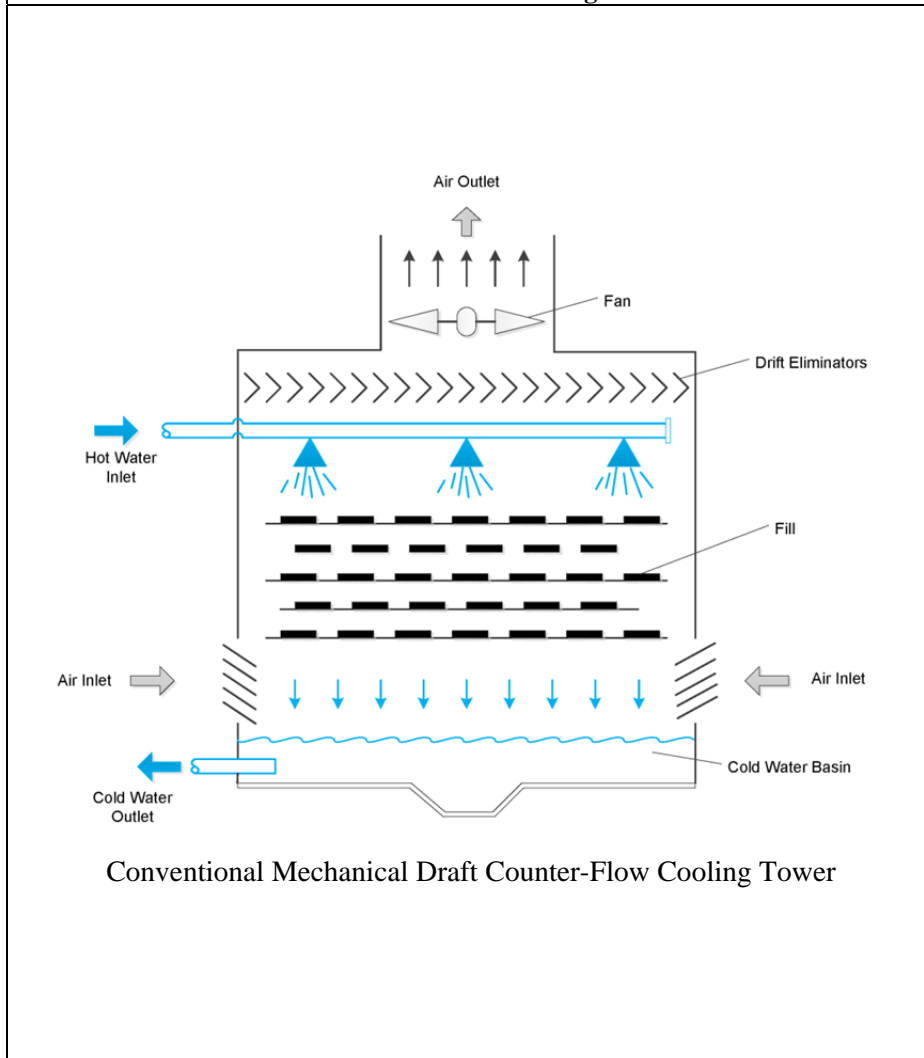 Air Outlet
Fan
Drift Eliminators
Hot Water
Inlet
Fill
Air Inlet
Air Inlet
Cold Water Basin
Cold Water
Outlet
Conventional Mechanical Draft Counter-Flow Cooling Tower